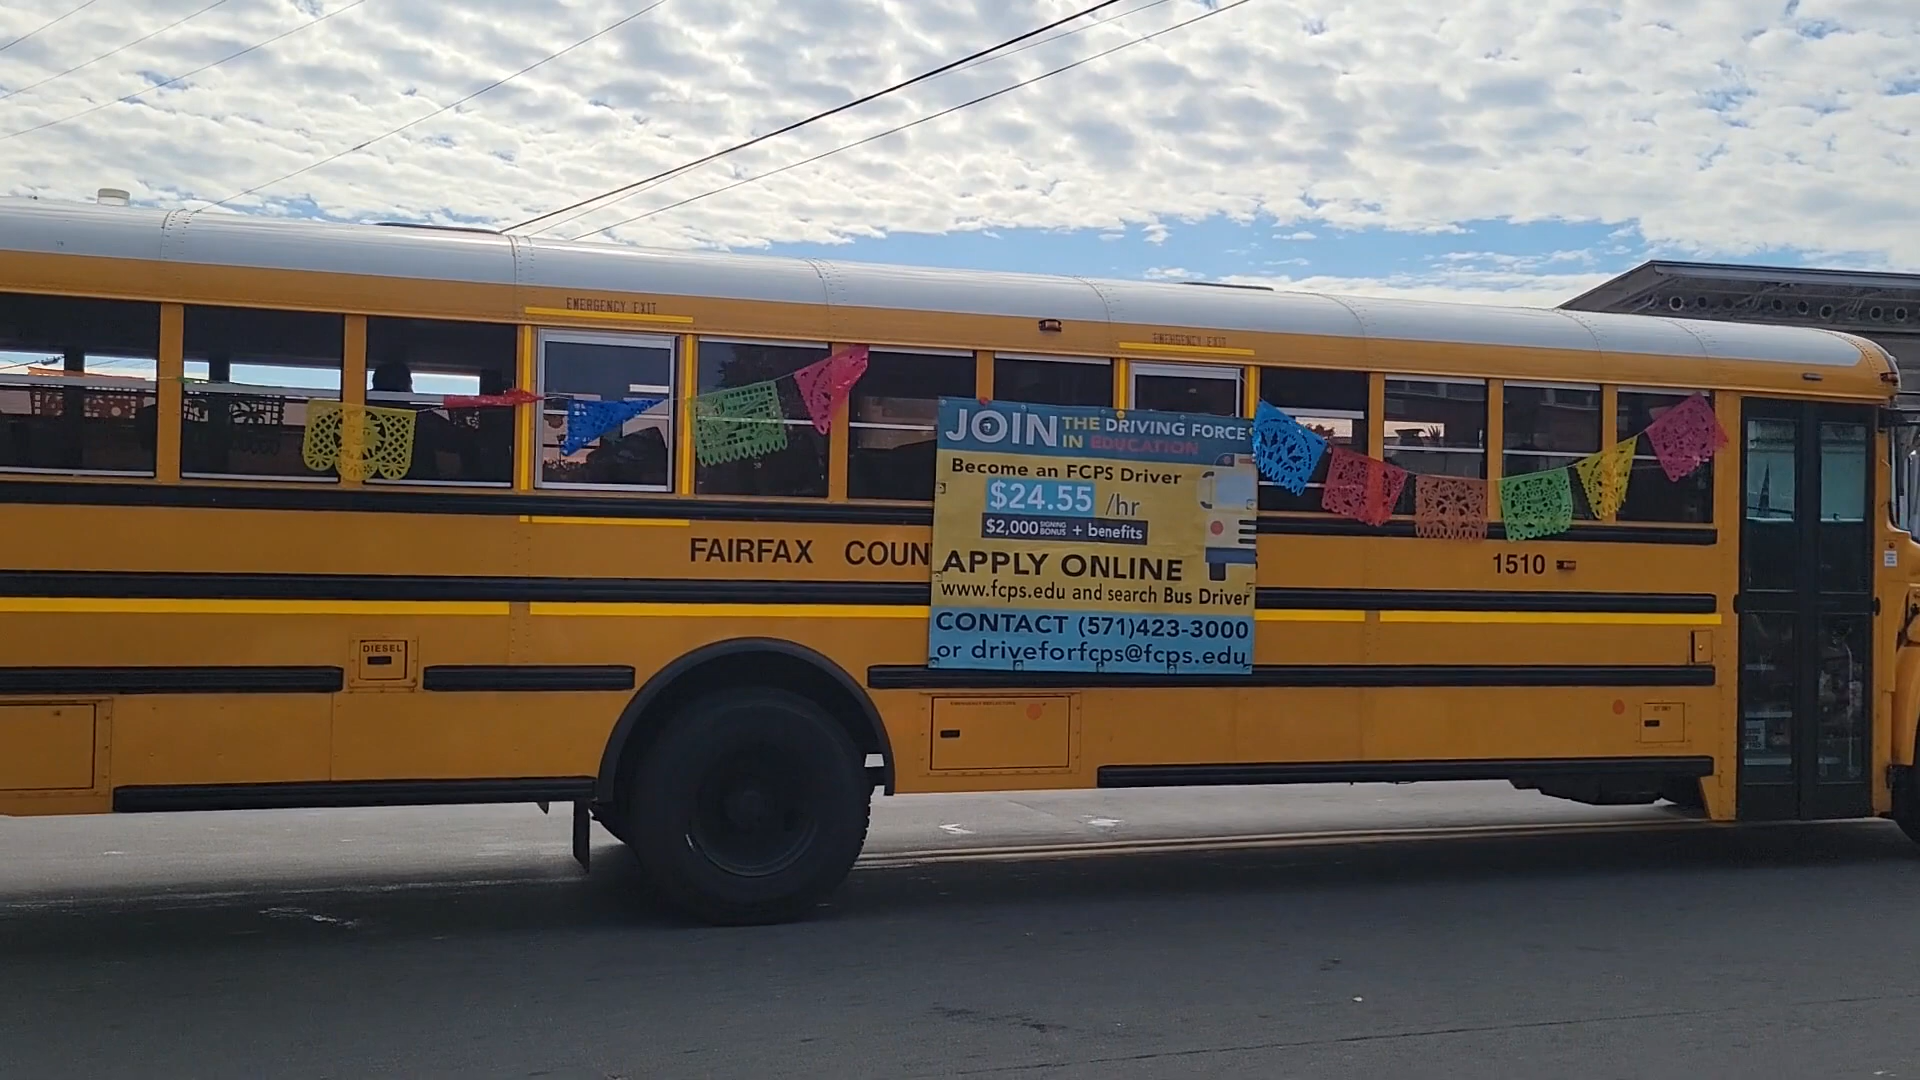 EMERGENCY EXIT
EMERGENCY EXIT
JOIN THE DRIVING FORCE
IN EDUCATION
Become an FCPS Driver
$24.55 /hr
$2,000 SIGNING BONUS + benefits
APPLY ONLINE
www.fcps.edu and search Bus Driver
CONTACT (571)423-3000
or driveforfcps@fcps.edu
FAIRFAX COUN
1510
DIESEL